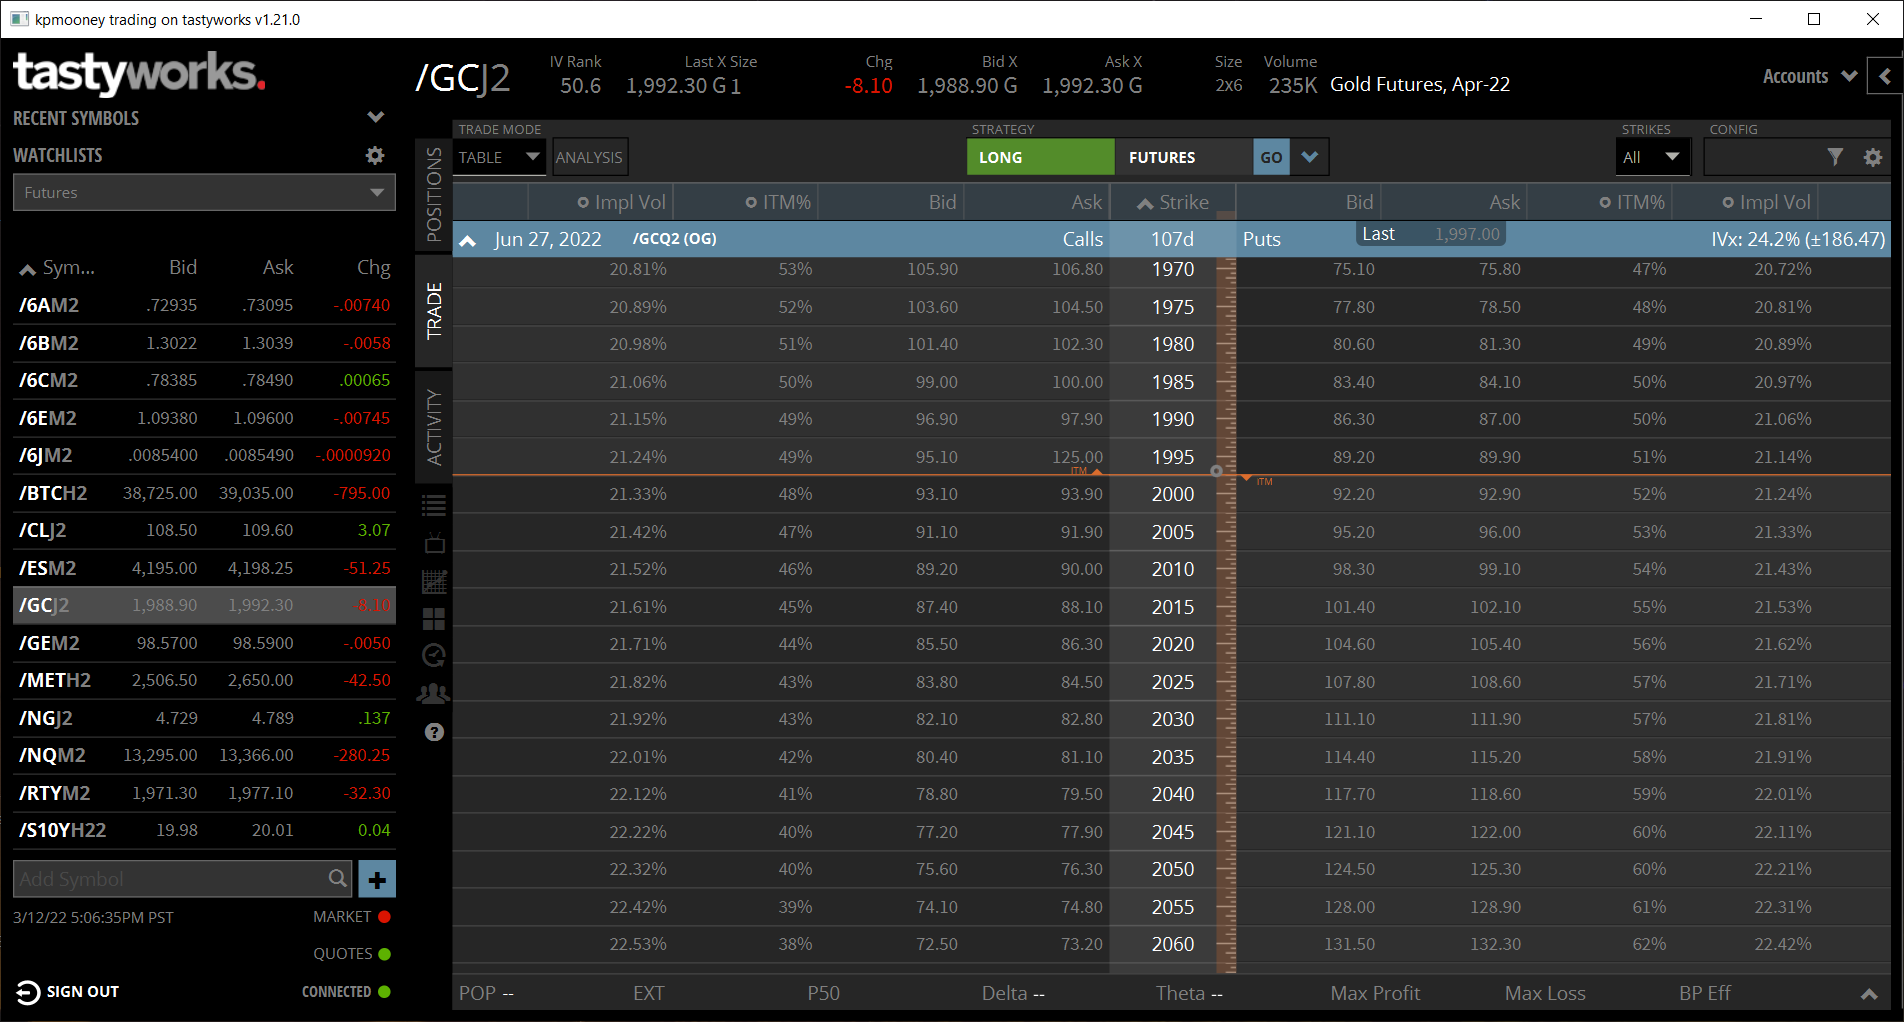 kpmooney trading on tastyworks v1.21.0
tastyworks.
RECENT SYMBOLS
WATCHLISTS
Futures
Sym... Bid Ask Chg
/6AM2 .72935 .73095 -.00740
/6BM2 1.3022 1.3039 -.0058
/6CM2 .78385 .78490 .00065
/6EM2 1.09380 1.09600 -.00745
/6JM2 .0085400 .0085490 -.0000920
/BTCH2 38,725.00 39,035.00 -795.00
/CLJ2 108.50 109.60 3.07
/ESM2 4,195.00 4,198.25 -51.25
/GCJ2 1,988.90 1,992.30 -8.10
/GEM2 98.5700 98.5900 -.0050
/METH2 2,506.50 2,650.00 -42.50
/NGJ2 4.729 4.789 .137
/NQM2 13,295.00 13,366.00 -280.25
/RTYM2 1,971.30 1,977.10 -32.30
/S10YH22 19.98 20.01 0.04
Add Symbol
3/12/22 5:06:35PM PST MARKET
QUOTES
SIGN OUT CONNECTED
/GCJ2
IV Rank Last X Size Chg Bid X Ask X Size Volume
50.6 1,992.30 G 1 -8.10 1,988.90 G 1,992.30 G 2x6 235K Gold Futures, Apr-22
Accounts
POSITIONS
TRADE
ACTIVITY
TRADE MODE STRATEGY STRIKES CONFIG
TABLE ANALYSIS LONG FUTURES GO All
Impl Vol ITM% Bid Ask Strike Bid Ask ITM% Impl Vol
Jun 27, 2022 /GCQ2 (OG) Calls 107d Puts Last 1,997.00 IVx: 24.2% (±186.47)
20.81% 53% 105.90 106.80 1970 75.10 75.80 47% 20.72%
20.89% 52% 103.60 104.50 1975 77.80 78.50 48% 20.81%
20.98% 51% 101.40 102.30 1980 80.60 81.30 49% 20.89%
21.06% 50% 99.00 100.00 1985 83.40 84.10 50% 20.97%
21.15% 49% 96.90 97.90 1990 86.30 87.00 50% 21.06%
21.24% 49% 95.10 125.00 1995 89.20 89.90 51% 21.14%
ITM ITM
21.33% 48% 93.10 93.90 2000 92.20 92.90 52% 21.24%
21.42% 47% 91.10 91.90 2005 95.20 96.00 53% 21.33%
21.52% 46% 89.20 90.00 2010 98.30 99.10 54% 21.43%
21.61% 45% 87.40 88.10 2015 101.40 102.10 55% 21.53%
21.71% 44% 85.50 86.30 2020 104.60 105.40 56% 21.62%
21.82% 43% 83.80 84.50 2025 107.80 108.60 57% 21.71%
21.92% 43% 82.10 82.80 2030 111.10 111.90 57% 21.81%
22.01% 42% 80.40 81.10 2035 114.40 115.20 58% 21.91%
22.12% 41% 78.80 79.50 2040 117.70 118.60 59% 22.01%
22.22% 40% 77.20 77.90 2045 121.10 122.00 60% 22.11%
22.32% 40% 75.60 76.30 2050 124.50 125.30 60% 22.21%
22.42% 39% 74.10 74.80 2055 128.00 128.90 61% 22.31%
22.53% 38% 72.50 73.20 2060 131.50 132.30 62% 22.42%
POP -- EXT P50 Delta -- Theta -- Max Profit Max Loss BP Eff